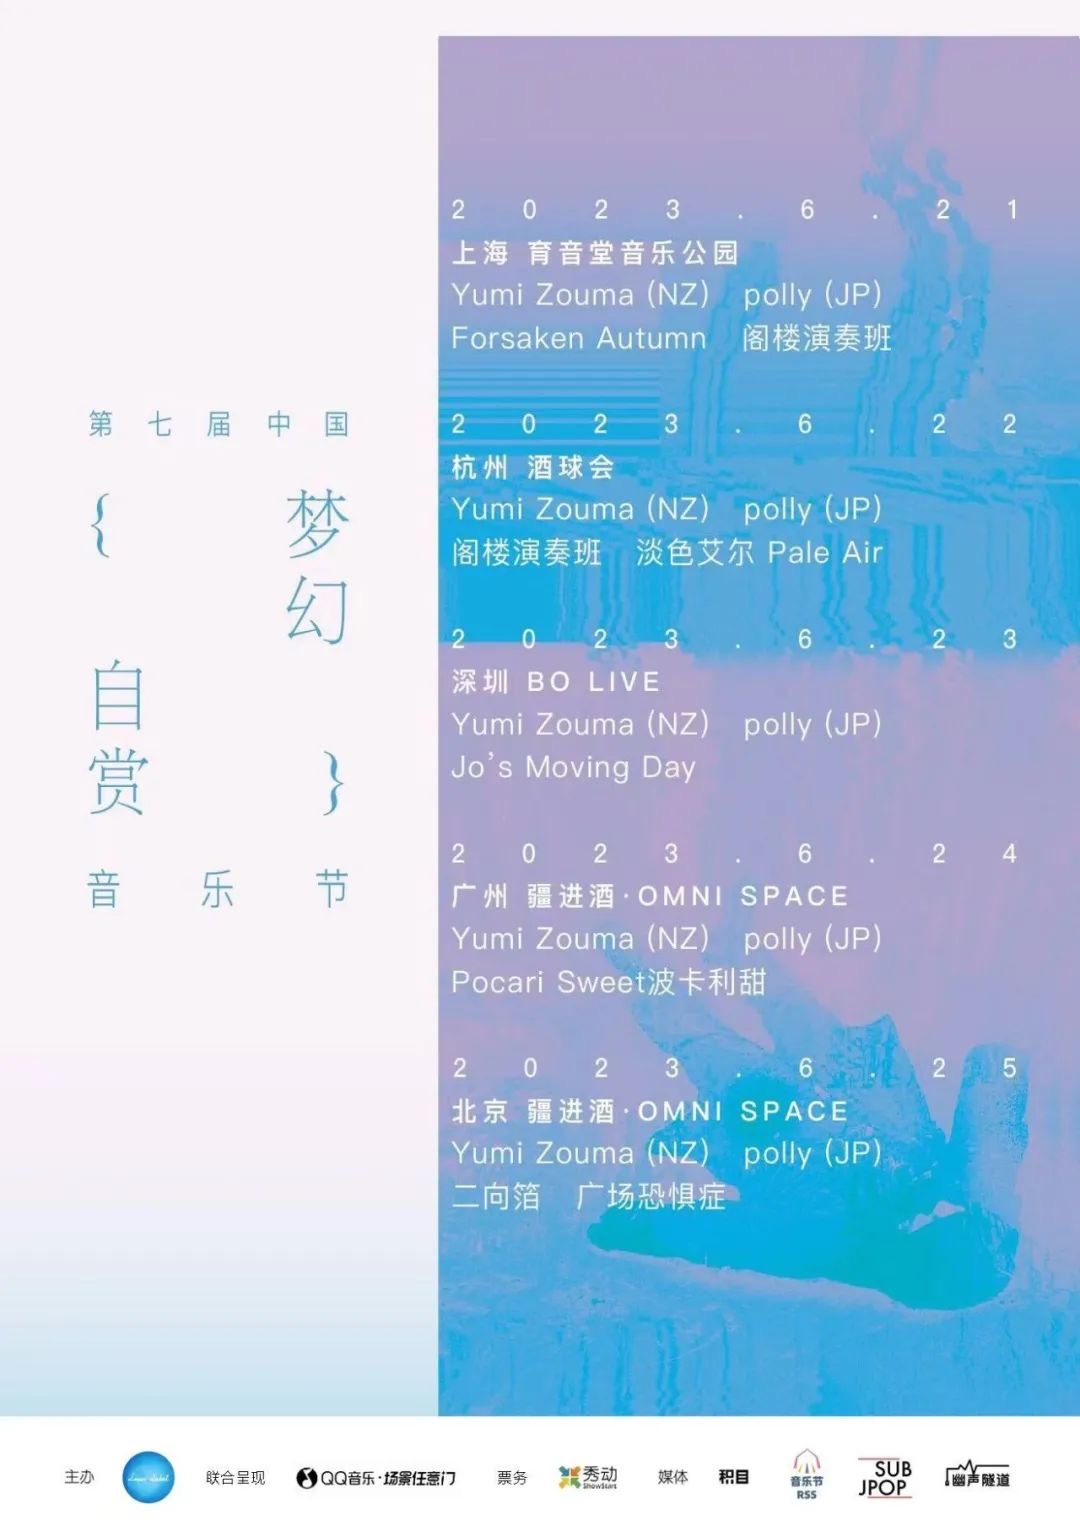 第七届中国
{ 梦
幻
自
赏 }
音乐节
2023.6.21
上海 育音堂音乐公园
Yumi Zouma (NZ) polly (JP)
Forsaken Autumn 阁楼演奏班
2023.6.22
杭州 酒球会
Yumi Zouma (NZ) polly (JP)
阁楼演奏班 淡色艾尔 Pale Air
2023.6.23
深圳 BO LIVE
Yumi Zouma (NZ) polly (JP)
Jo's Moving Day
2023.6.24
广州 疆进酒·OMNI SPACE
Yumi Zouma (NZ) polly (JP)
Pocari Sweet波卡利甜
2023.6.25
北京 疆进酒·OMNI SPACE
Yumi Zouma (NZ) polly (JP)
二向箔 广场恐惧症
主办 联合呈现 QQ音乐·场景任意门 票务 秀动 媒体 积目
ShowStart
音乐节
RSS
SUB
JPOP
幽声隧道